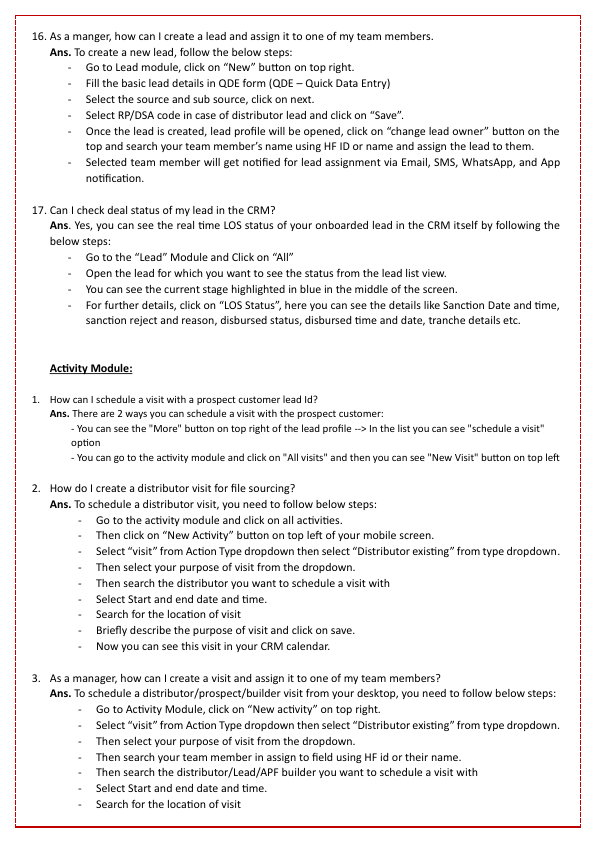 16. As a manger, how can I create a lead and assign it to one of my team members.
Ans. To create a new lead, follow the below steps:
- Go to Lead module, click on “New” button on top right.
- Fill the basic lead details in QDE form (QDE – Quick Data Entry)
- Select the source and sub source, click on next.
- Select RP/DSA code in case of distributor lead and click on “Save”.
- Once the lead is created, lead profile will be opened, click on “change lead owner” button on the
top and search your team member’s name using HF ID or name and assign the lead to them.
- Selected team member will get notified for lead assignment via Email, SMS, WhatsApp, and App
notification.
17. Can I check deal status of my lead in the CRM?
Ans. Yes, you can see the real time LOS status of your onboarded lead in the CRM itself by following the
below steps:
- Go to the “Lead” Module and Click on “All”
- Open the lead for which you want to see the status from the lead list view.
- You can see the current stage highlighted in blue in the middle of the screen.
- For further details, click on “LOS Status”, here you can see the details like Sanction Date and time,
sanction reject and reason, disbursed status, disbursed time and date, tranche details etc.
Activity Module:
1. How can I schedule a visit with a prospect customer lead Id?
Ans. There are 2 ways you can schedule a visit with the prospect customer:
- You can see the "More" button on top right of the lead profile --> In the list you can see "schedule a visit"
option
- You can go to the activity module and click on "All visits" and then you can see "New Visit" button on top left
2. How do I create a distributor visit for file sourcing?
Ans. To schedule a distributor visit, you need to follow below steps:
- Go to the activity module and click on all activities.
- Then click on “New Activity” button on top left of your mobile screen.
- Select “visit” from Action Type dropdown then select “Distributor existing” from type dropdown.
- Then select your purpose of visit from the dropdown.
- Then search the distributor you want to schedule a visit with
- Select Start and end date and time.
- Search for the location of visit
- Briefly describe the purpose of visit and click on save.
- Now you can see this visit in your CRM calendar.
3. As a manager, how can I create a visit and assign it to one of my team members?
Ans. To schedule a distributor/prospect/builder visit from your desktop, you need to follow below steps:
- Go to Activity Module, click on “New activity” on top right.
- Select “visit” from Action Type dropdown then select “Distributor existing” from type dropdown.
- Then select your purpose of visit from the dropdown.
- Then search your team member in assign to field using HF id or their name.
- Then search the distributor/Lead/APF builder you want to schedule a visit with
- Select Start and end date and time.
- Search for the location of visit